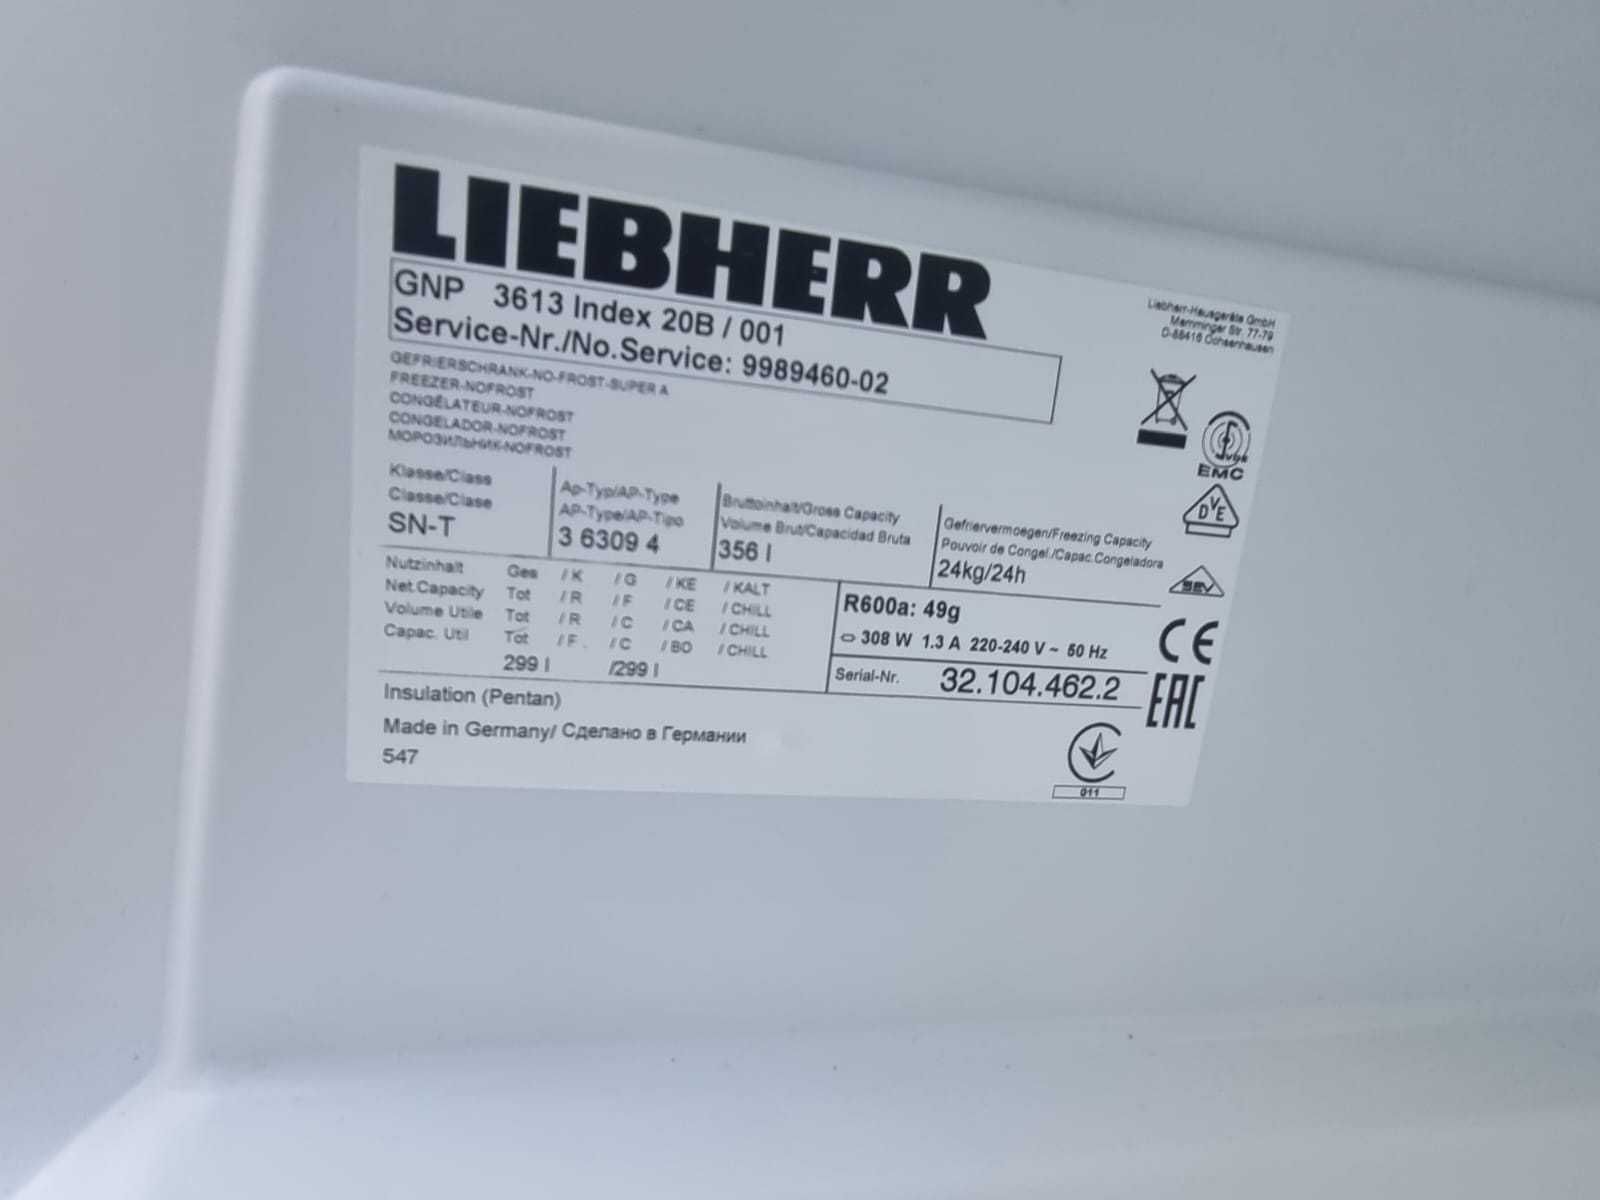 LIEBHERR
GNP 3613 Index 20B / 001
Service-Nr./No.Service: 9989460-02
Liebherr-Hausgeräte GmbH
Memminger Str. 77-79
D-88416 Ochsenhausen
GEFRIERSCHRANK-NO-FROST-SUPER A
FREEZER-NOFROST
CONGÉLATEUR-NOFROST
CONGELADOR-NOFROST
МОРОЗИЛЬНИК-NOFROST
EMC
DVE
SEV
Klasse/Class
Classe/Clase
SN-T
Ap-Typ/AP-Type
AP-Type/AP-Tipo
3 6309 4
Bruttoinhalt/Gross Capacity
Volume Brut/Capacidad Bruta
356 l
Gefriervermoegen/Freezing Capacity
Pouvoir de Congel./Capac.Congeladora
24kg/24h
Nutzinhalt Ges / K / G / KE / KALT
Net.Capacity Tot / R / F / CE / CHILL
Volume Utile Tot / R / C / CA / CHILL
Capac. Util Tot / F. / C / BO / CHILL
299 l /299 l
R600a: 49g
308 W 1.3 A 220-240 V ~ 50 Hz
Serial-Nr. 32.104.462.2
CE
EAC
Insulation (Pentan)
Made in Germany/ Сделано в Германии
547
011